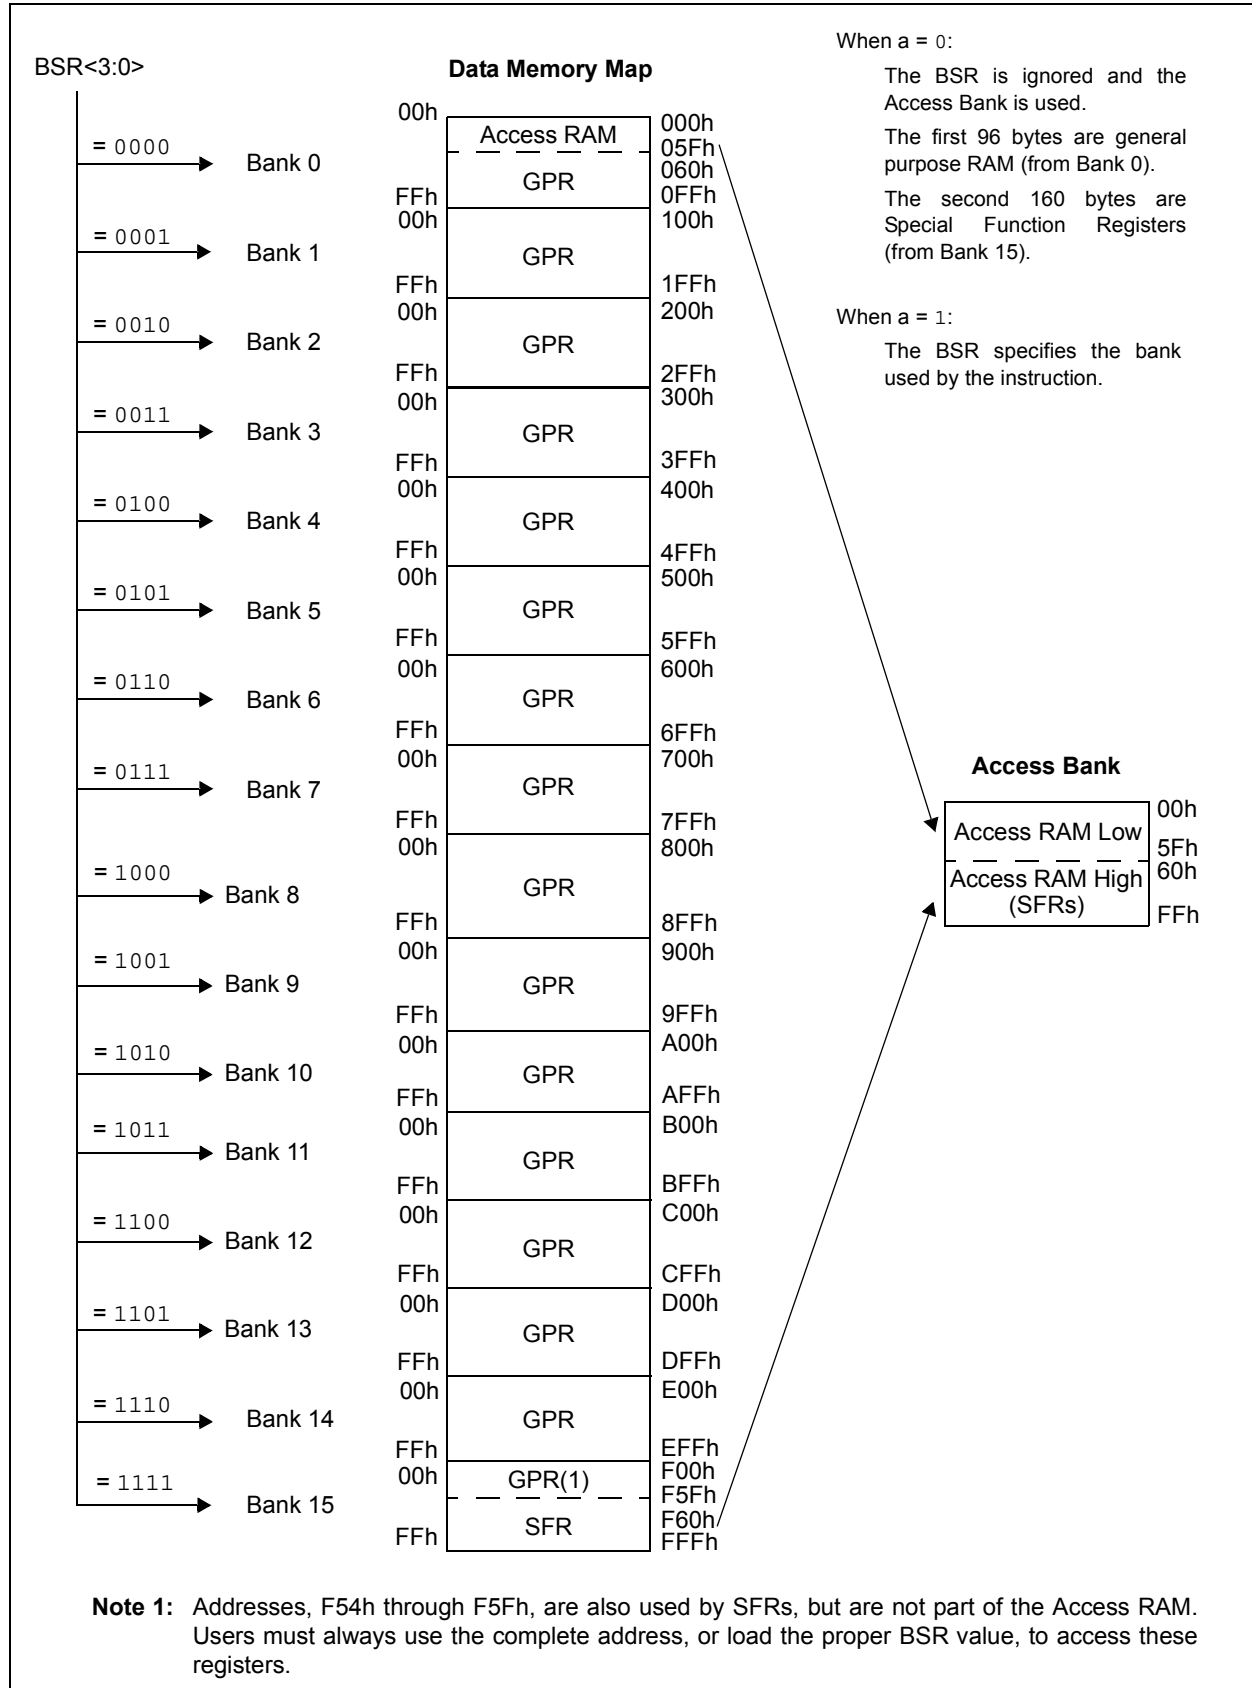 BSR<3:0>
Data Memory Map
When a = 0:
The BSR is ignored and the
Access Bank is used.
The first 96 bytes are general
purpose RAM (from Bank 0).
The second 160 bytes are
Special Function Registers
(from Bank 15).
When a = 1:
The BSR specifies the bank
used by the instruction.
= 0000
Bank 0
00h
Access RAM
000h
05Fh
060h
GPR
FFh
0FFh
= 0001
Bank 1
00h
100h
GPR
FFh
1FFh
= 0010
Bank 2
00h
200h
GPR
FFh
2FFh
= 0011
Bank 3
00h
300h
GPR
FFh
3FFh
= 0100
Bank 4
00h
400h
GPR
FFh
4FFh
= 0101
Bank 5
00h
500h
GPR
FFh
5FFh
= 0110
Bank 6
00h
600h
GPR
FFh
6FFh
= 0111
Bank 7
00h
700h
GPR
FFh
7FFh
= 1000
Bank 8
00h
800h
GPR
FFh
8FFh
= 1001
Bank 9
00h
900h
GPR
FFh
9FFh
= 1010
Bank 10
00h
A00h
GPR
FFh
AFFh
= 1011
Bank 11
00h
B00h
GPR
FFh
BFFh
= 1100
Bank 12
00h
C00h
GPR
FFh
CFFh
= 1101
Bank 13
00h
D00h
GPR
FFh
DFFh
= 1110
Bank 14
00h
E00h
GPR
FFh
EFFh
= 1111
Bank 15
00h
F00h
GPR(1)
F5Fh
F60h
SFR
FFh
FFFh
Access Bank
00h
Access RAM Low
5Fh
60h
Access RAM High
(SFRs)
FFh
Note 1: Addresses, F54h through F5Fh, are also used by SFRs, but are not part of the Access RAM.
Users must always use the complete address, or load the proper BSR value, to access these
registers.